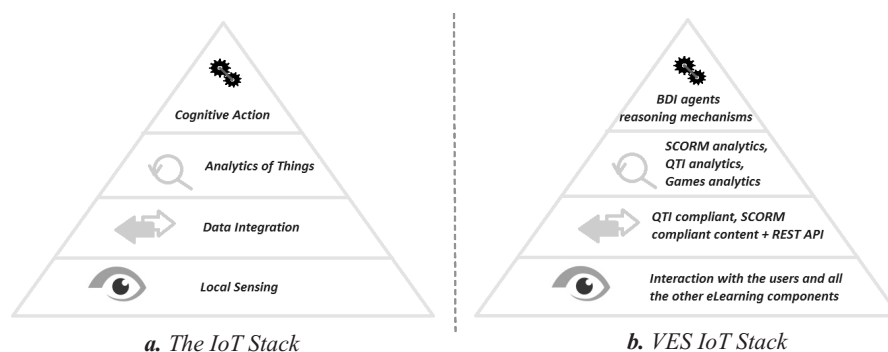 Cognitive Action
Analytics of Things
Data Integration
Local Sensing
a. The IoT Stack
BDI agents
reasoning mechanisms
SCORM analytics,
QTI analytics,
Games analytics
QTI compliant, SCORM
compliant content + REST API
Interaction with the users and all
the other eLearning components
b. VES IoT Stack